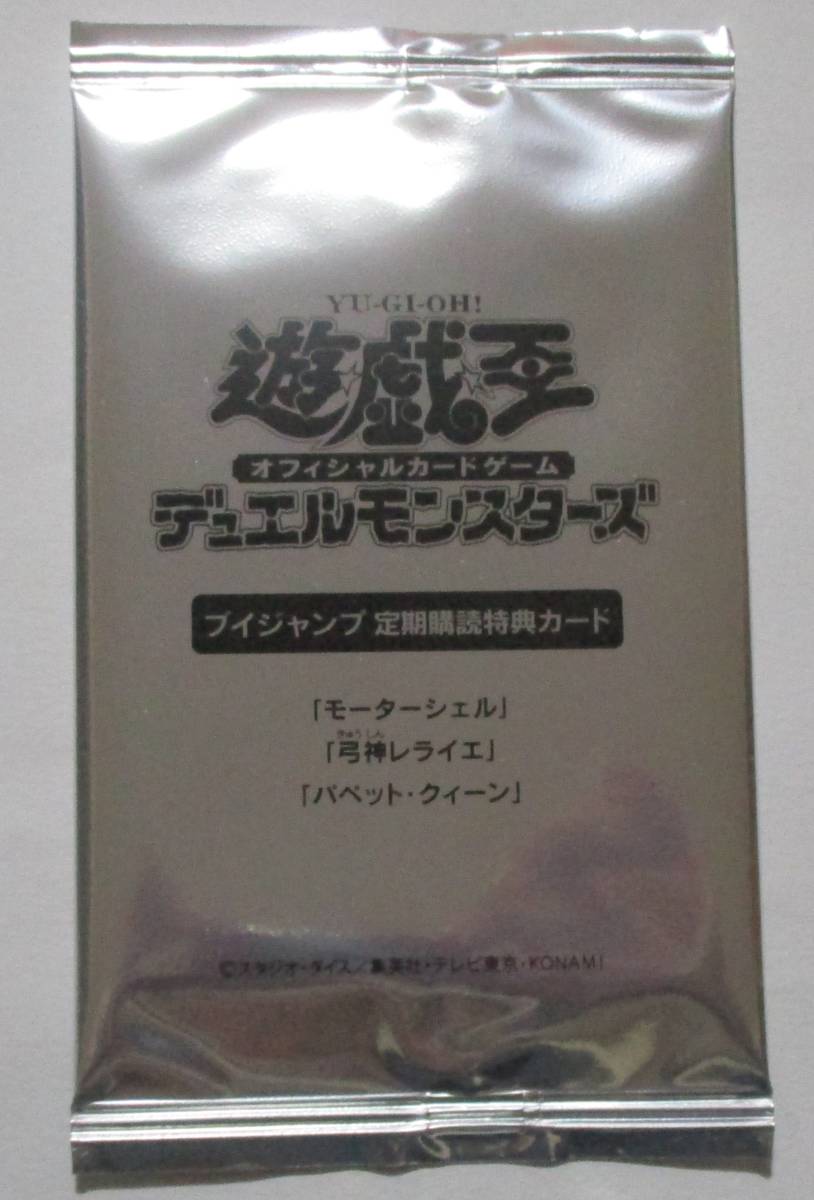 YU-GI-OH!
遊戯王
オフィシャルカードゲーム
デュエルモンスターズ
ブイジャンプ 定期購読特典カード
「モーターシェル」
きゅうしん
「弓神レライエ」
「パペット・クィーン」
©スタジオ・ダイス/集英社・テレビ東京・KONAMI